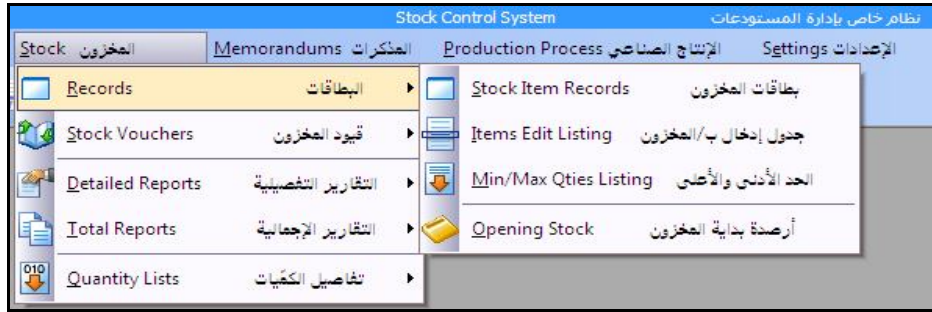 Stock Control System نظام خاص بإدارة المستودعات
Stock المخزون Memorandums المذكرات Production Process الإنتاج الصناعي Settings الإعدادات
Records البطاقات
Stock Vouchers قيود المخزون
Detailed Reports التقارير التفصيلية
Total Reports التقارير الإجمالية
010
Quantity Lists تفاصيل الكمّيات
Stock Item Records بطاقات المخزون
Items Edit Listing جدول إدخال ب/المخزون
Min/Max Qties Listing الحد الأدنى والأعلى
Opening Stock أرصدة بداية المخزون